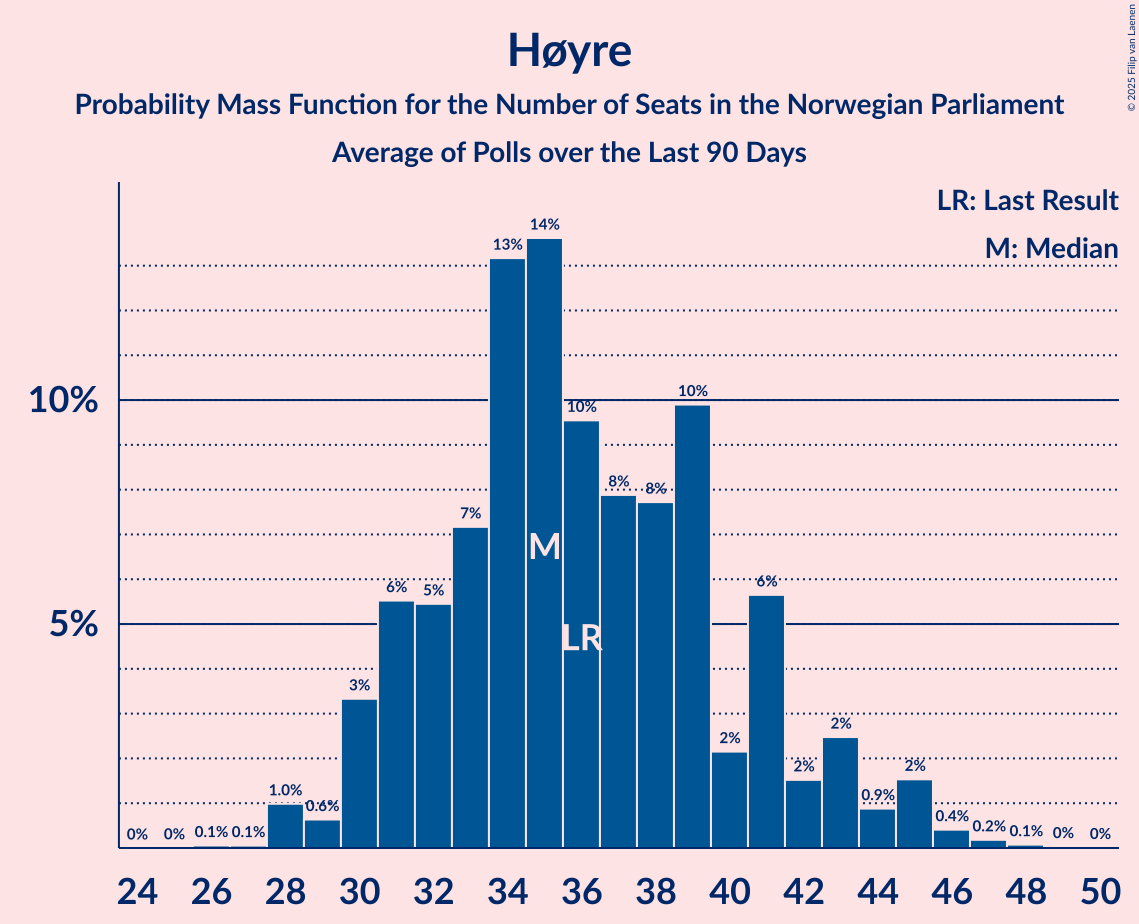 © 2025 Filip van Laenen
Høyre
Probability Mass Function for the Number of Seats in the Norwegian Parliament
Average of Polls over the Last 90 Days
LR: Last Result
M: Median
10%
5%
0% 0% 0.1% 0.1% 1.0% 0.6% 3% 6% 5% 7% 13% 14% 10% 8% 8% 10% 2% 6% 2% 2% 0.9% 2% 0.4% 0.2% 0.1% 0% 0%
M
LR
24 26 28 30 32 34 36 38 40 42 44 46 48 50